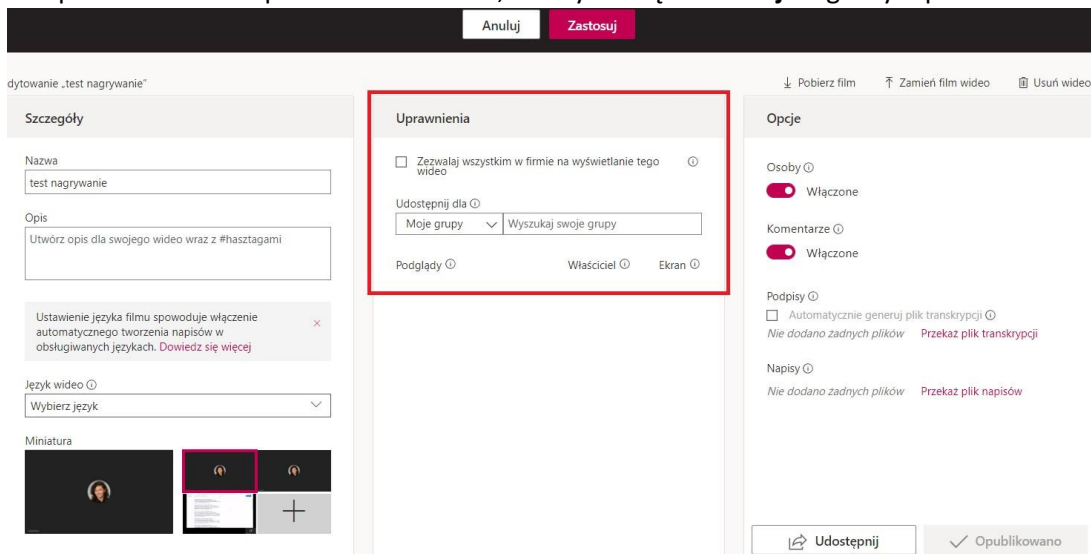 Anuluj Zastosuj
dytowanie „test nagrywanie”
Pobierz film Zamień film wideo Usuń wideo
Szczegóły
Nazwa
test nagrywanie
Opis
Utwórz opis dla swojego wideo wraz z #hasztagami
Ustawienie języka filmu spowoduje włączenie
automatycznego tworzenia napisów w
obsługiwanych językach. Dowiedz się więcej
Język wideo
Wybierz język
Miniatura
Uprawnienia
Zezwalaj wszystkim w firmie na wyświetlanie tego
wideo
Udostępnij dla
Moje grupy Wyszukaj swoje grupy
Podglądy Właściciel Ekran
Opcje
Osoby
Włączone
Komentarze
Włączone
Podpisy
Automatycznie generuj plik transkrypcji
Nie dodano żadnych plików Przekaż plik transkrypcji
Napisy
Nie dodano żadnych plików Przekaż plik napisów
Udostępnij Opublikowano